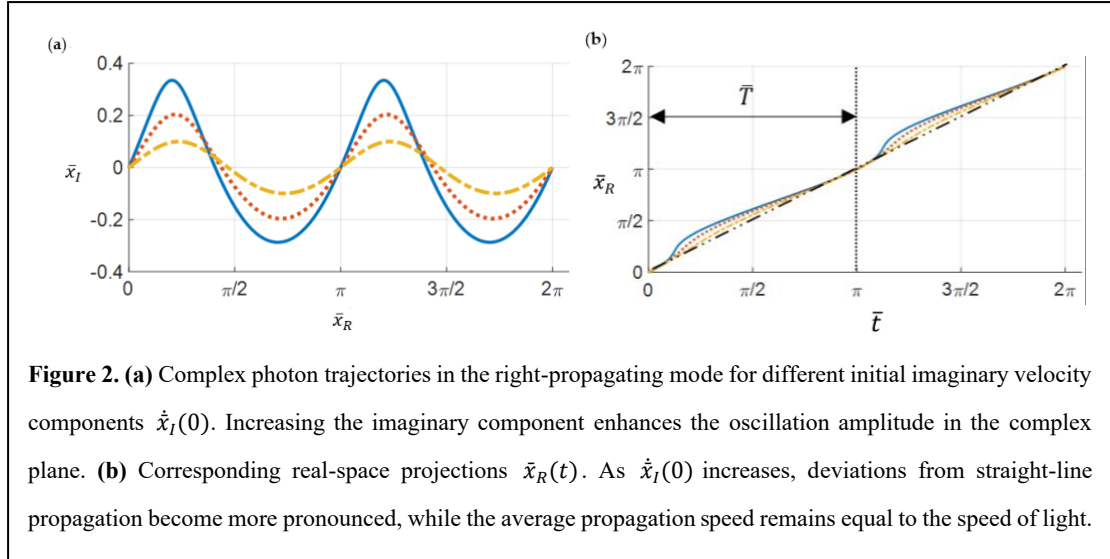 (a)
(b)
0.4
0.2
0
-0.2
-0.4
x̄_I
0
π/2
π
3π/2
2π
x̄_R
2π
3π/2
π
π/2
0
x̄_R
T̄
0
π/2
π
3π/2
2π
t̄
Figure 2. (a) Complex photon trajectories in the right-propagating mode for different initial imaginary velocity
components ẋ̄_I(0). Increasing the imaginary component enhances the oscillation amplitude in the complex
plane. (b) Corresponding real-space projections x̄_R(t). As ẋ̄_I(0) increases, deviations from straight-line
propagation become more pronounced, while the average propagation speed remains equal to the speed of light.